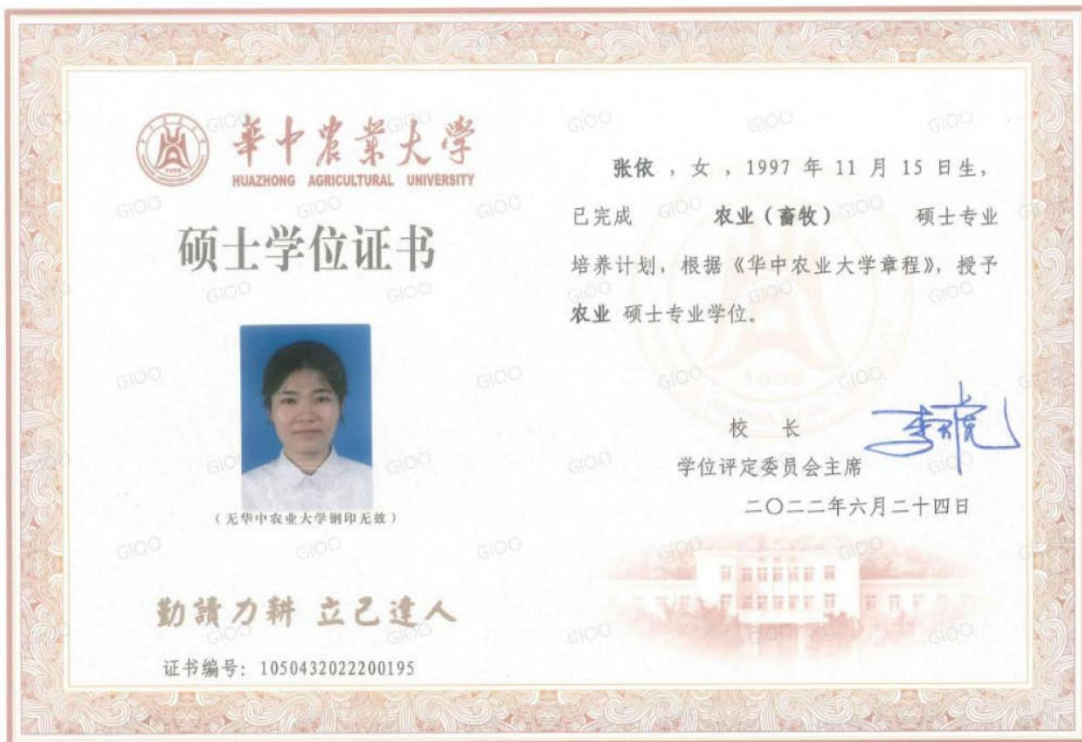 華中农業大学
HUAZHONG AGRICULTURAL UNIVERSITY
硕士学位证书
（无华中农业大学钢印无效）
勤讀力耕 立己達人
证书编号：1050432022200195
张依 ，女 ，1997 年 11 月 15 日生，
已完成 农业（畜牧） 硕士专业
培养计划，根据《华中农业大学章程》，授予
农业 硕士专业学位。
校 长
学位评定委员会主席
二〇二二年六月二十四日
GIOO